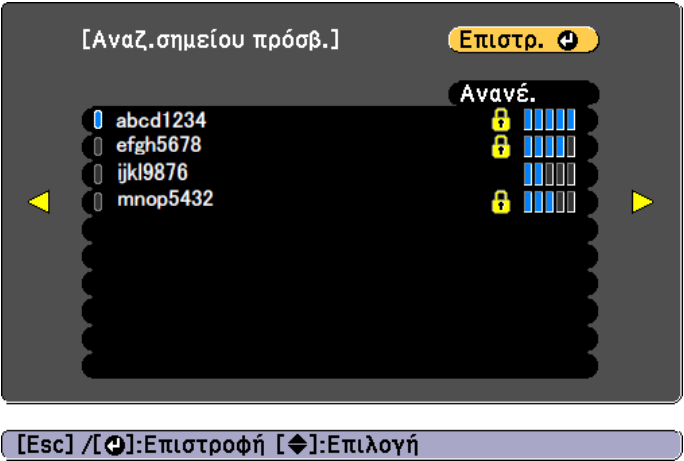 [Αναζ.σημείου πρόσβ.]
Επιστρ.
Ανανέ.
abcd1234
efgh5678
ijkl9876
mnop5432
[Esc] /[]:Επιστροφή []:Επιλογή